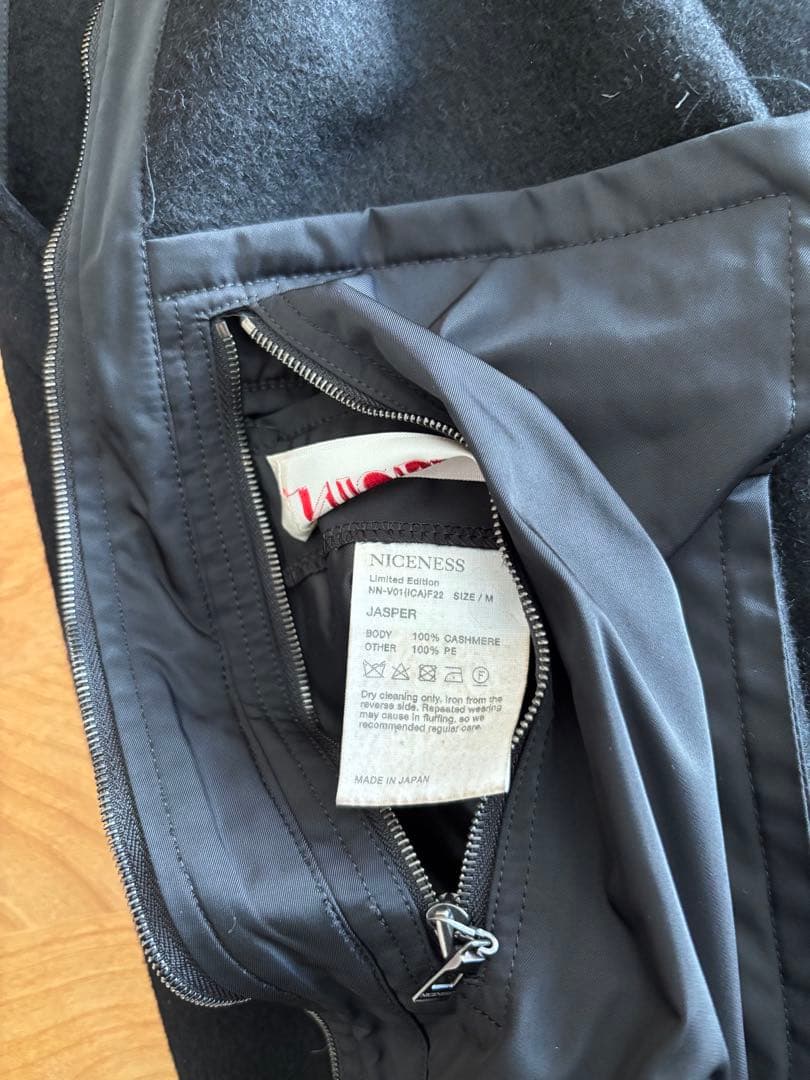 NICENESS
Limited Edition
NN-V01(ICA)F22 SIZE / M
JASPER
BODY 100% CASHMERE
OTHER 100% PE
F
Dry cleaning only. Iron from the
reverse side. Repeated wearing
may cause in fluffing, so we
recommended regular care.
MADE IN JAPAN
NICENESS